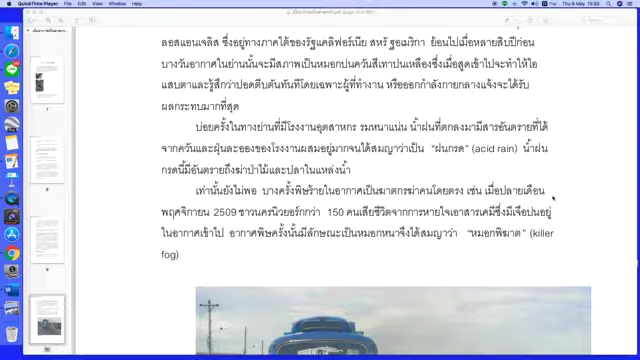 QuickTime Player File Edit View Window Help
ลอสแอนเจลิส ซึ่งอยู่ทางภาคใต้ของรัฐแคลิฟอร์เนีย สหรัฐอเมริกา ย้อนไปเมื่อหลายสิบปีก่อน
บางวันอากาศในย่านนั้นจะมีสภาพเป็นหมอกปนควันสีเทาปนเหลืองซึ่งเมื่อสูดเข้าไปจะทำให้ไอ
แสบตาและรู้สึกว่าปอดตีบตันทันทีโดยเฉพาะผู้ที่ทำงาน หรือออกกำลังกายกลางแจ้งจะได้รับ
ผลกระทบมากที่สุด
บ่อยครั้งในทางย่านที่มีโรงงานอุตสาหกร รมหนาแน่น น้ำฝนที่ตกลงมามีสารอันตรายที่ได้
จากควันและฝุ่นละอองของโรงงานผสมอยู่มากจนได้สมญาว่าเป็น “ฝนกรด” (acid rain) น้ำฝน
กรดนี้มีอันตรายถึงฆ่าป่าไม้และปลาในแหล่งน้ำ
เท่านั้นยังไม่พอ บางครั้งพิษร้ายในอากาศเป็นฆาตกรฆ่าคนโดยตรง เช่น เมื่อปลายเดือน
พฤศจิกายน 2509 ชาวนครนิวยอร์กกว่า 150 คนเสียชีวิตจากการหายใจเอาสารเคมีซึ่งมีเจือปนอยู่
ในอากาศเข้าไป อากาศพิษครั้งนั้นมีลักษณะเป็นหมอกหนาจึงได้สมญาว่า “หมอกพิฆาต” (killer
fog)